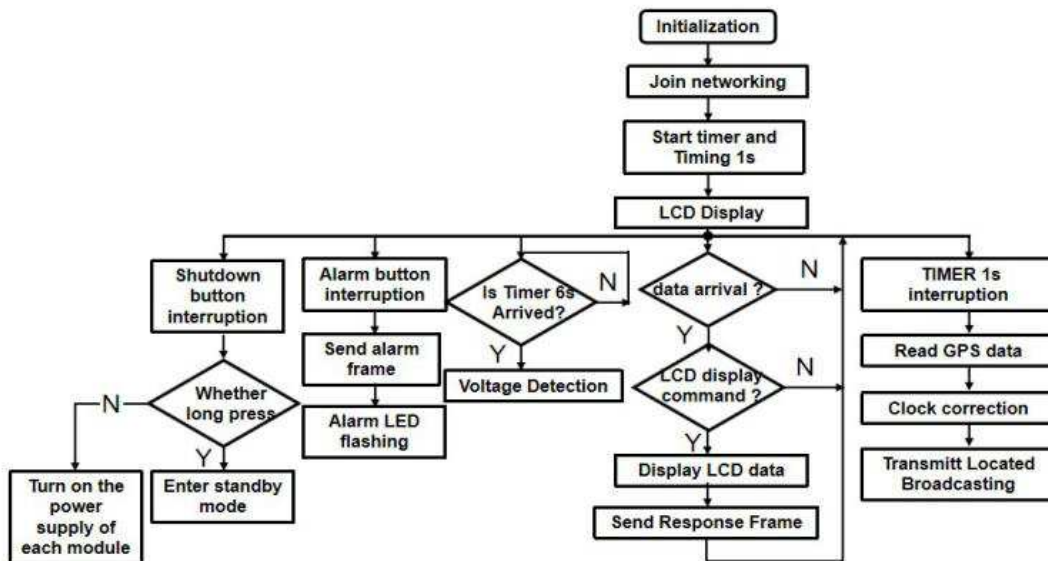 Initialization
Join networking
Start timer and
Timing 1s
LCD Display
Shutdown
button
interruption
Whether
long press
N
Y
Turn on the
power
supply of
each module
Enter standby
mode
Alarm button
interruption
Send alarm
frame
Alarm LED
flashing
Is Timer 6s
Arrived?
N
Y
Voltage Detection
data arrival ?
N
Y
LCD display
command ?
N
Y
Display LCD data
Send Response Frame
TIMER 1s
interruption
Read GPS data
Clock correction
Transmitt Located
Broadcasting